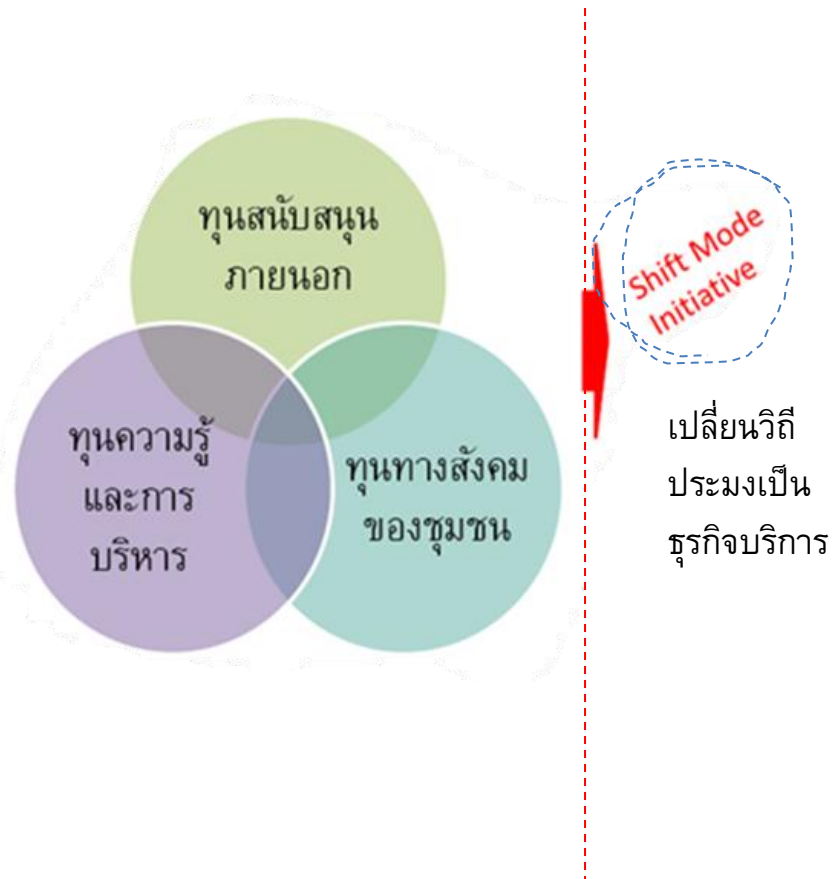 ทุนสนับสนุน
ภายนอก
ทุนความรู้
และการ
บริหาร
ทุนทางสังคม
ของชุมชน
Shift Mode
Initiative
เปลี่ยนวิถี
ประมงเป็น
ธุรกิจบริการ